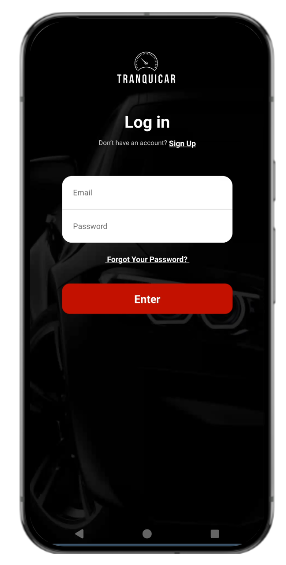 TRANQUICAR
Log in
Don't have an account? Sign Up
Email
Password
Forgot Your Password?
Enter